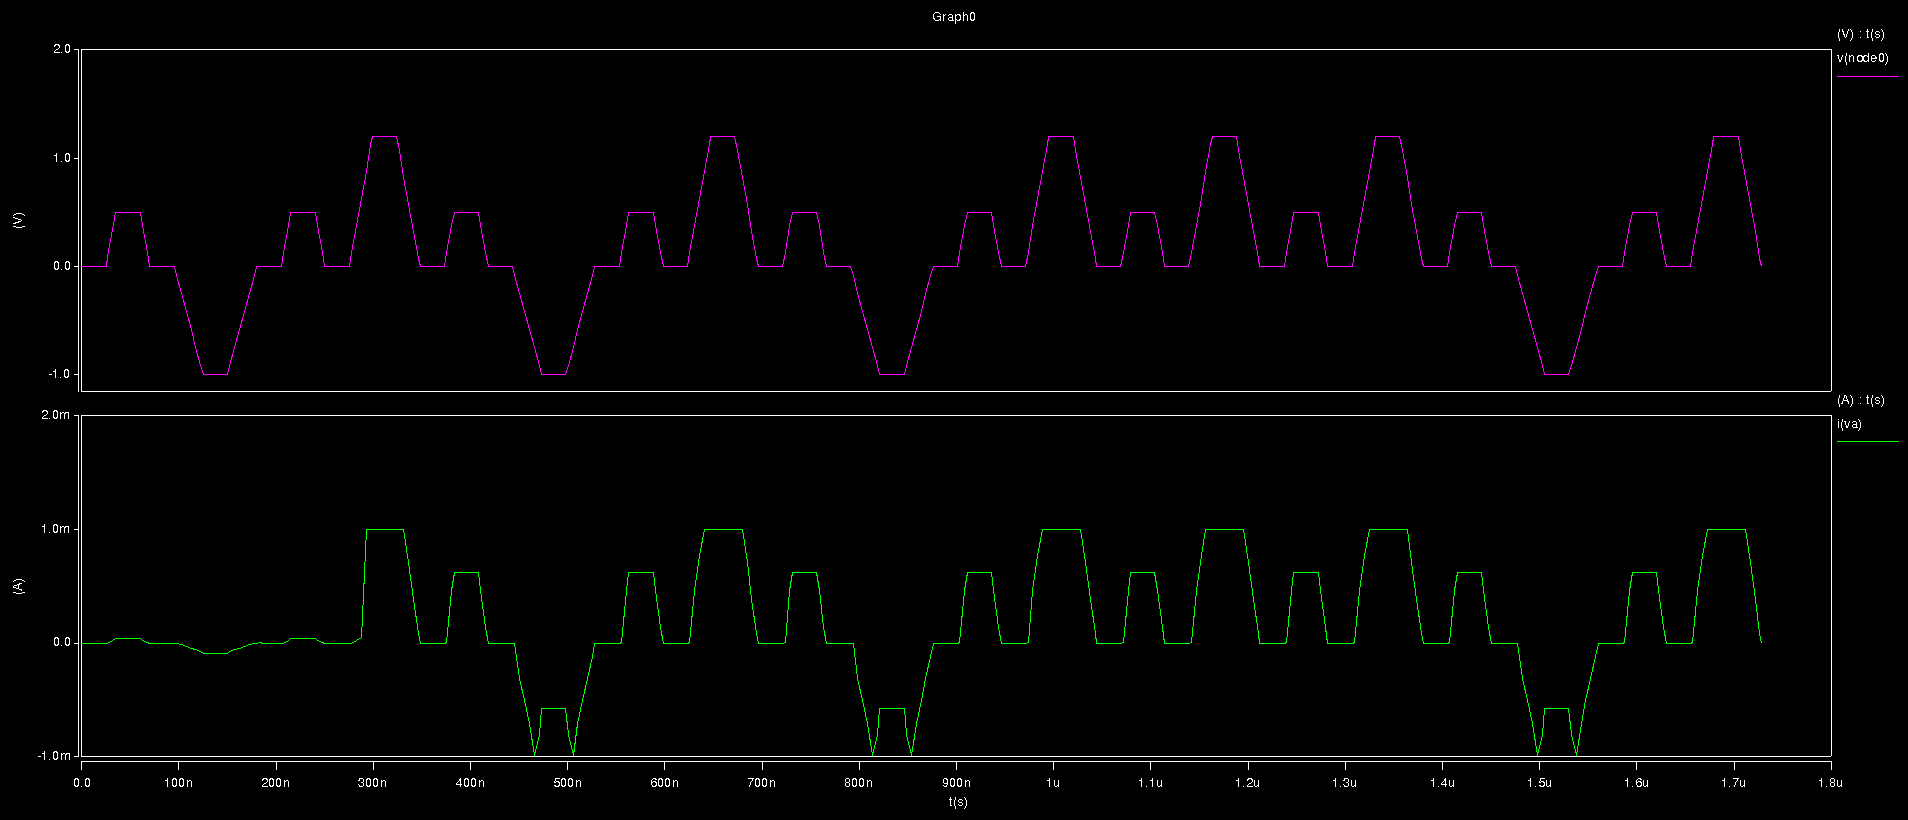 Graph0
(V) : t(s)
v(node0)
2.0
1.0
0.0
-1.0
(V)
(A) : t(s)
i(va)
2.0m
1.0m
0.0
-1.0m
(A)
0.0 100n 200n 300n 400n 500n 600n 700n 800n 900n 1u 1.1u 1.2u 1.3u 1.4u 1.5u 1.6u 1.7u 1.8u
t(s)